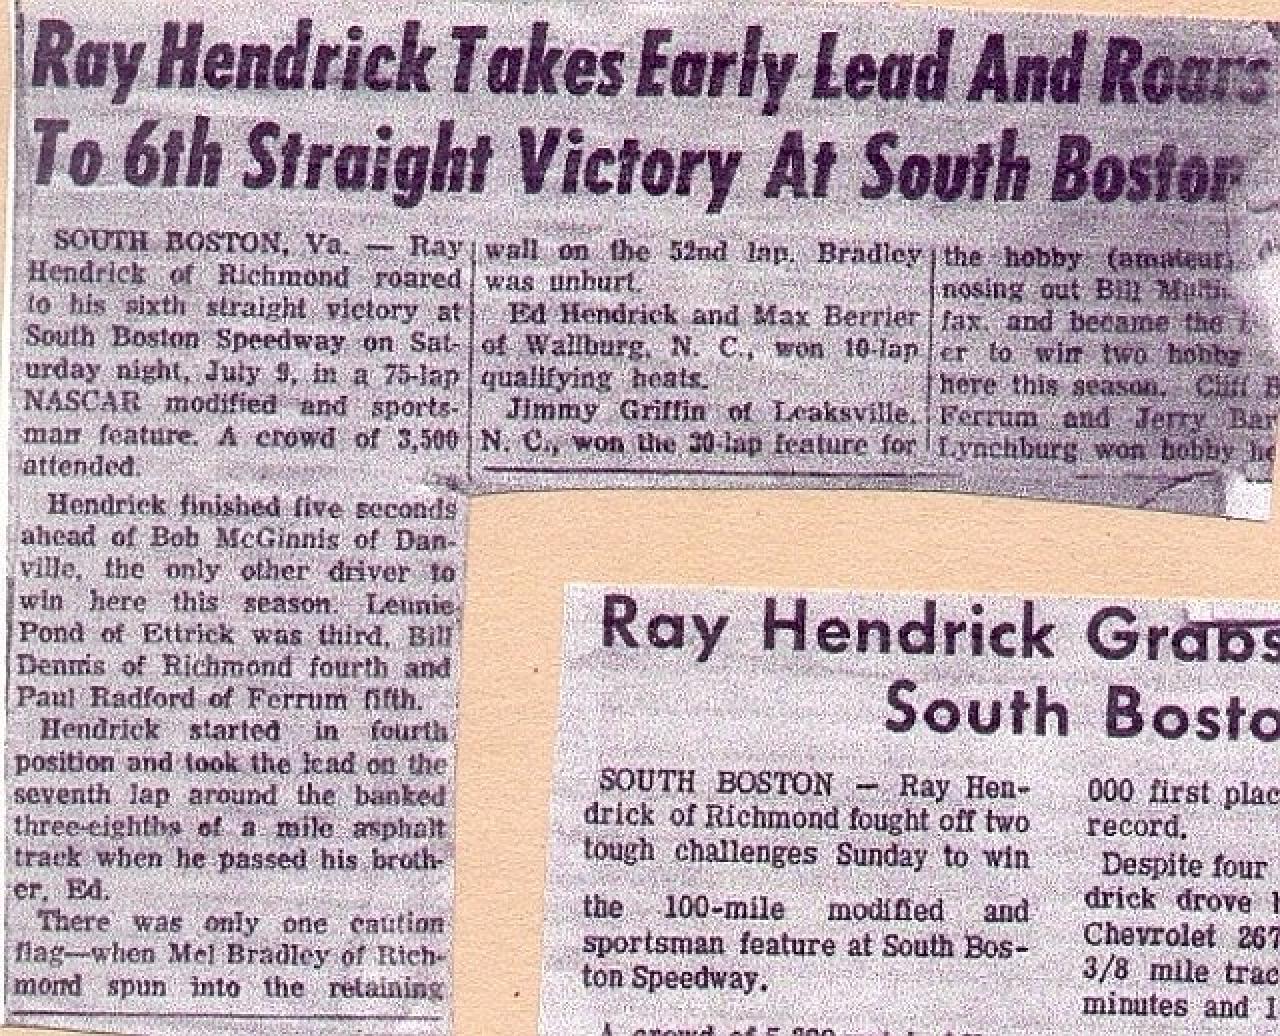 Ray Hendrick Takes Early Lead And Roars
To 6th Straight Victory At South Boston
SOUTH BOSTON, Va. — Ray
Hendrick of Richmond roared
to his sixth straight victory at
South Boston Speedway on Sat-
urday night, July 9, in a 75-lap
NASCAR modified and sports-
man feature. A crowd of 3,500
attended.
Hendrick finished five seconds
ahead of Bob McGinnis of Dan-
ville, the only other driver to
win here this season. Lennie
Pond of Ettrick was third, Bill
Dennis of Richmond fourth and
Paul Radford of Ferrum fifth.
Hendrick started in fourth
position and took the lead on the
seventh lap around the banked
three-eighths of a mile asphalt
track when he passed his broth-
er, Ed.
There was only one caution
flag—when Mel Bradley of Rich-
mond spun into the retaining
wall on the 52nd lap. Bradley
was unhurt.
Ed Hendrick and Max Berrier
of Wallburg, N. C., won 10-lap
qualifying heats.
Jimmy Griffin of Leaksville,
N. C., won the 30-lap feature for
the hobby (amateur)
nosing out Bill
fax, and became the
er to win two hobby
here this season. Cliff
Ferrum and Jerry Bar
Lynchburg won hobby he
Ray Hendrick Grabs
South Bosto
SOUTH BOSTON — Ray Hen-
drick of Richmond fought off two
tough challenges Sunday to win
the 100-mile modified and
sportsman feature at South Bos-
ton Speedway.
A crowd of 5,200
000 first plac
record.
Despite four
drick drove
Chevrolet 267
3/8 mile trac
minutes and 1